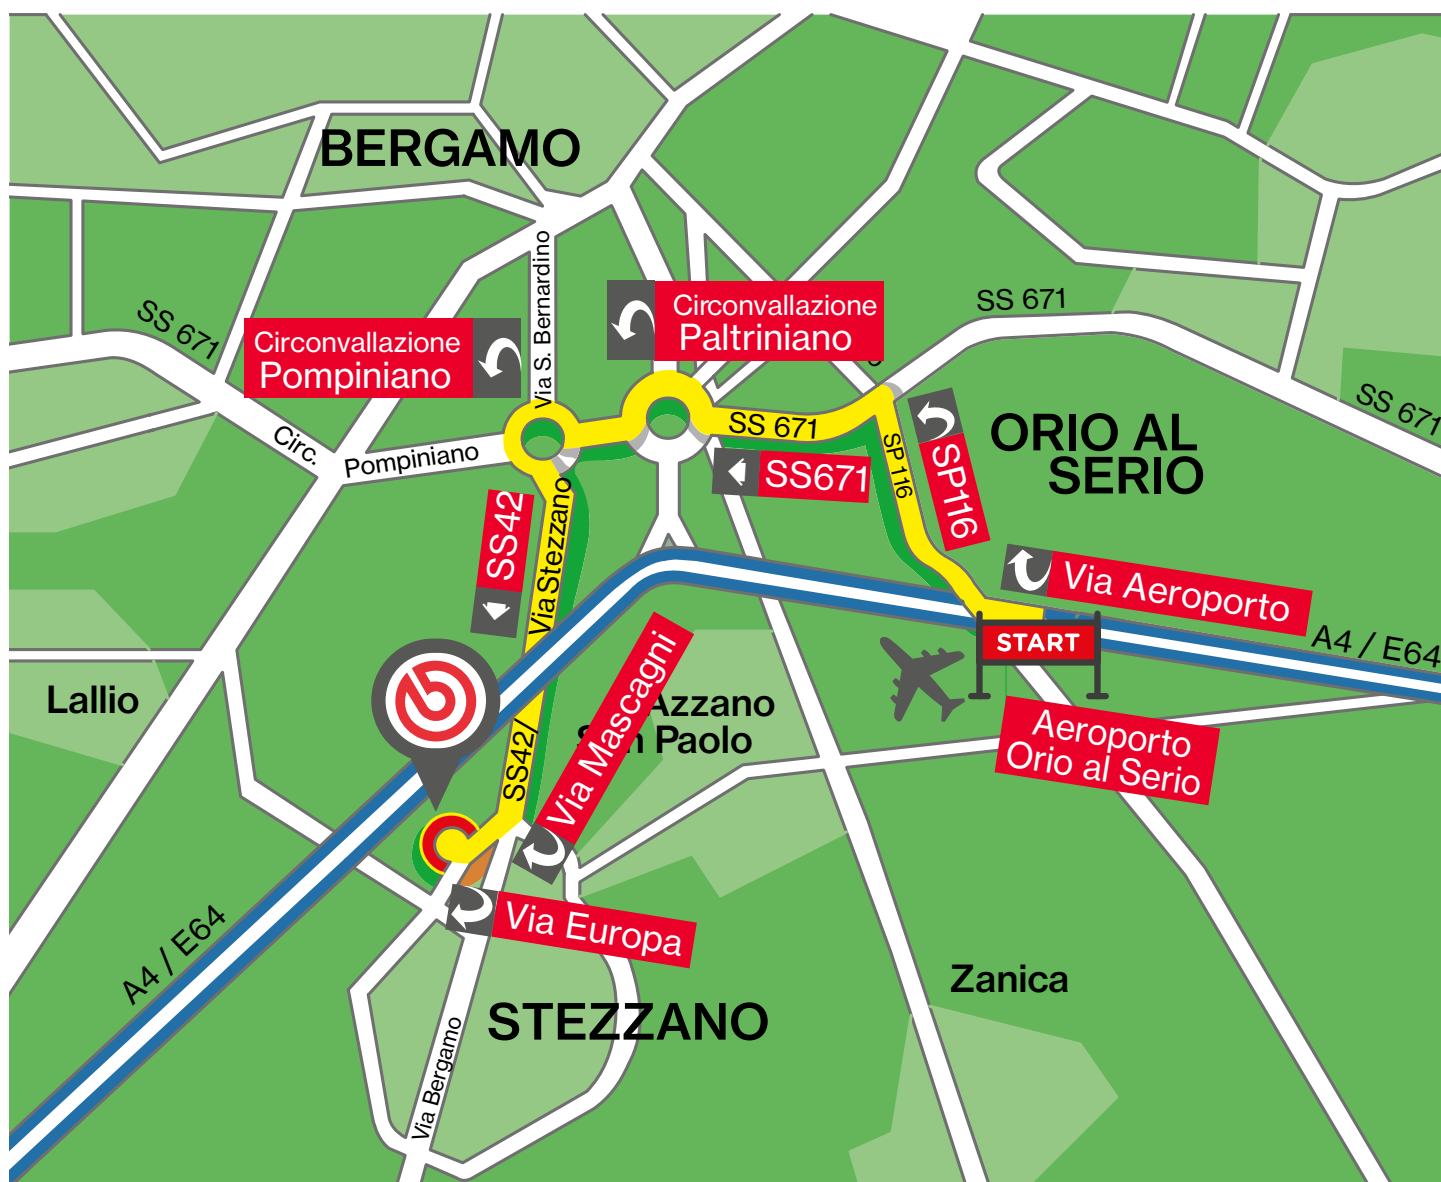 BERGAMO
Via S. Bernardino
SS 671
Circonvallazione
Pompiniano
Circonvallazione
Paltriniano
SS 671
SS 671
Circ.
Pompiniano
SS 671
SP 116
SS671
SP116
ORIO AL
SERIO
SS42
Via Stezzano
Via Aeroporto
START
A4 / E64
Lallio
Via Mascagni
Azzano
Paolo
Aeroporto
Orio al Serio
SS42/
Via Europa
A4 / E64
Zanica
STEZZANO
Via Bergamo